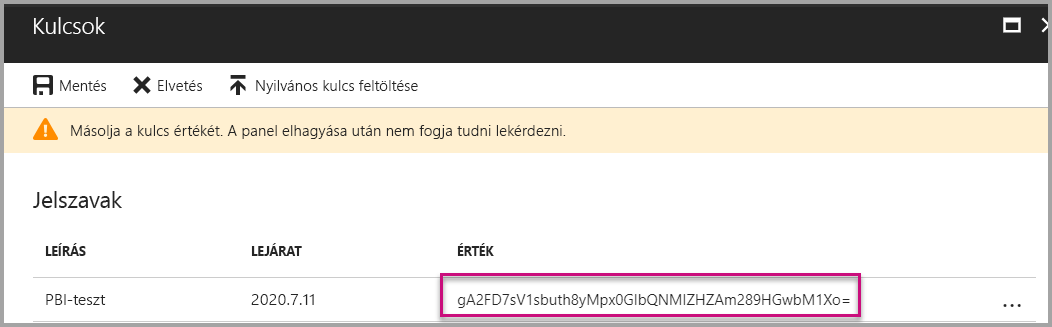 Kulcsok
Mentés Elvetés Nyilvános kulcs feltöltése
Másolja a kulcs értékét. A panel elhagyása után nem fogja tudni lekérdezni.
Jelszavak
LEÍRÁS LEJÁRAT ÉRTÉK
PBI-teszt 2020.7.11 gA2FD7sV1sbuth8yMpx0GlbQNMIZHZAm289HGwbM1Xo= ...